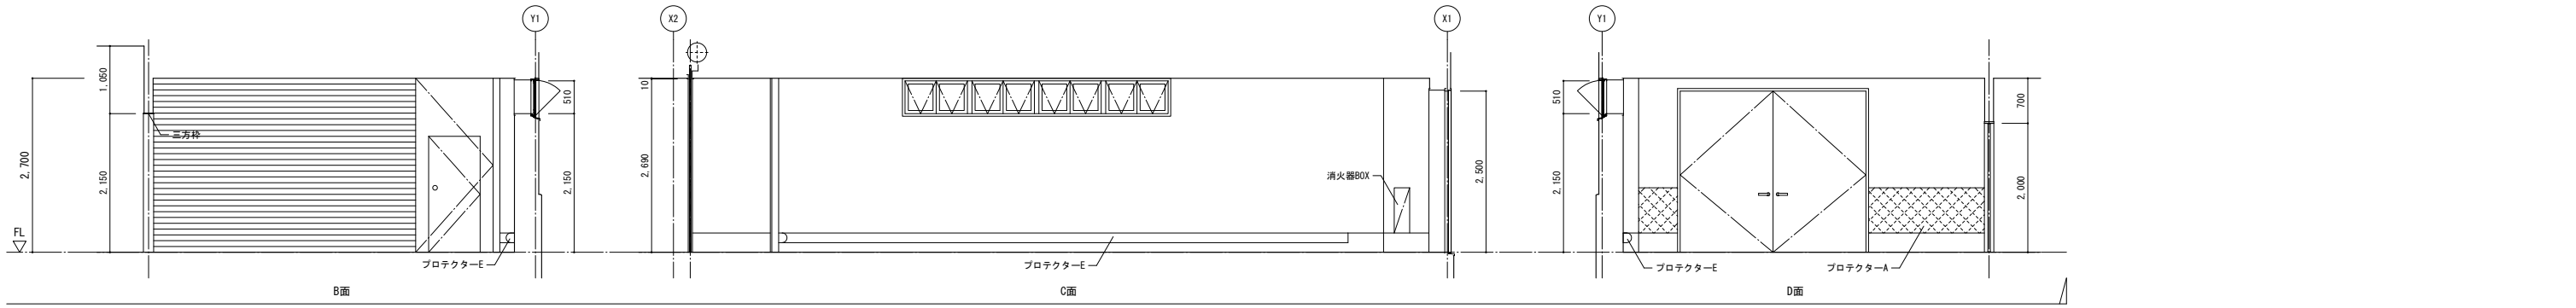 Y1
X2
X1
Y1
1,050
2,700
2,150
三方枠
510
2,150
FL
プロテクターE
B面
10
2,690
消火器BOX
2,500
プロテクターE
C面
510
2,150
700
2,000
プロテクターE
プロテクターA
D面